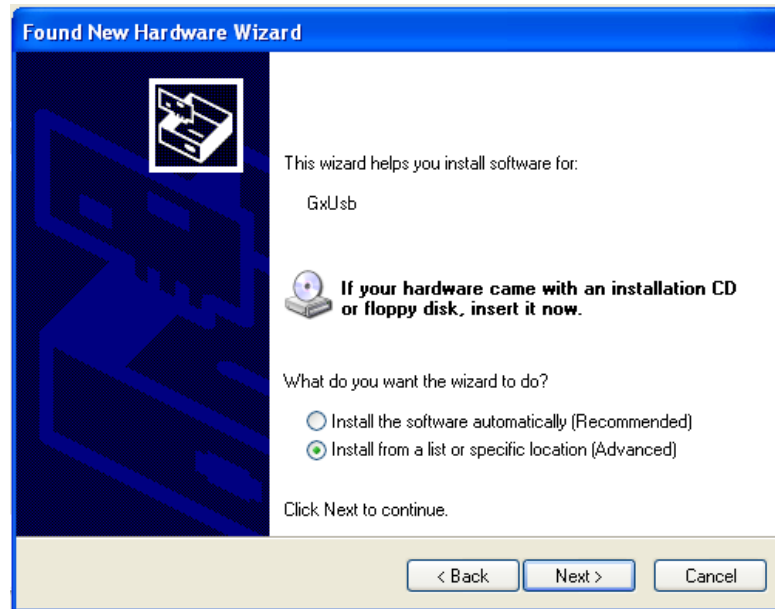 Found New Hardware Wizard
This wizard helps you install software for:
GxUsb
If your hardware came with an installation CD
or floppy disk, insert it now.
What do you want the wizard to do?
Install the software automatically (Recommended)
Install from a list or specific location (Advanced)
Click Next to continue.
< Back Next > Cancel